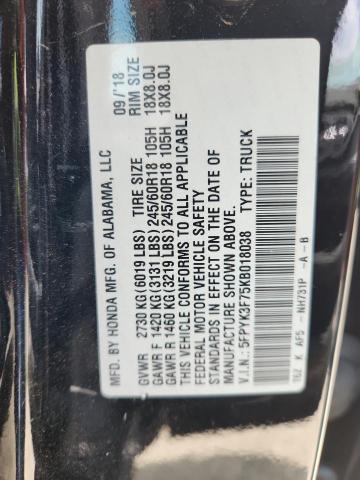 MFD. BY HONDA MFG. OF ALABAMA, LLC 09/'18
TIRE SIZE RIM SIZE
GVWR 2730 KG(6019 LBS)
GAWR F 1420 KG(3131 LBS) 245/60R18 105H 18X8.0J
GAWR R 1460 KG(3219 LBS) 245/60R18 105H 18X8.0J
THIS VEHICLE CONFORMS TO ALL APPLICABLE
FEDERAL MOTOR VEHICLE SAFETY
STANDARDS IN EFFECT ON THE DATE OF
MANUFACTURE SHOWN ABOVE.
V.I.N.: 5FPYK3F75KB018038 TYPE: TRUCK
T6Z K AF5 - NH731P -A -B